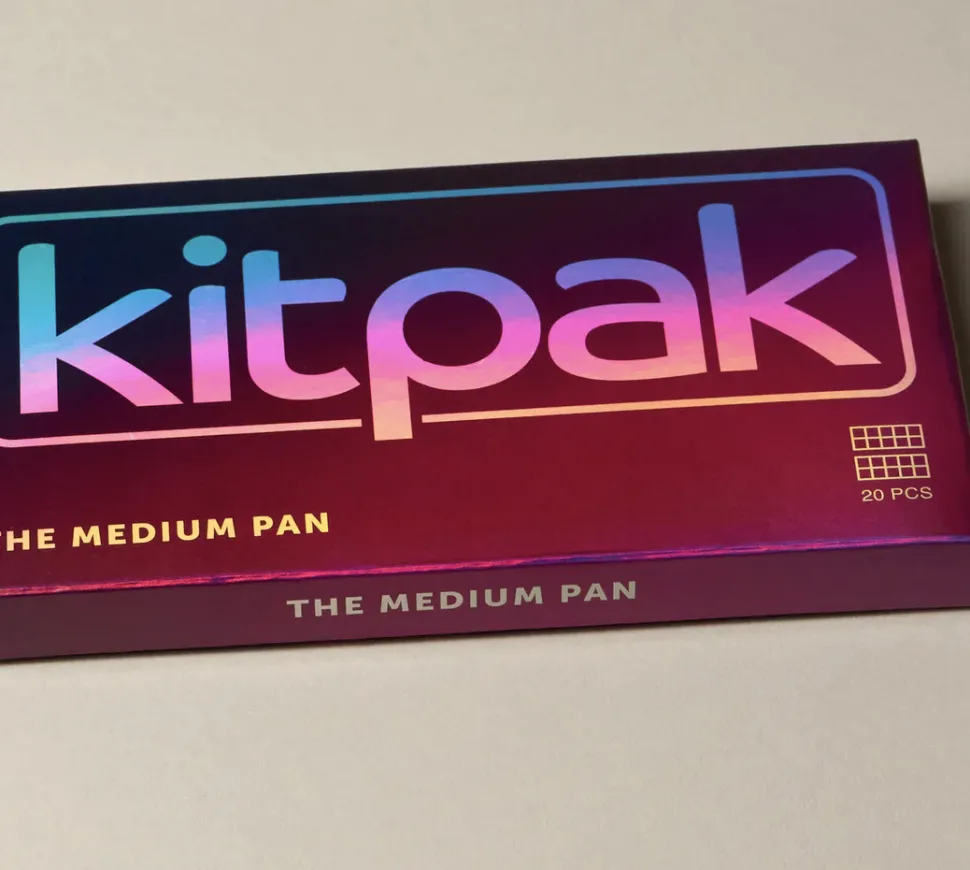 kitpak
20 PCS
THE MEDIUM PAN
THE MEDIUM PAN